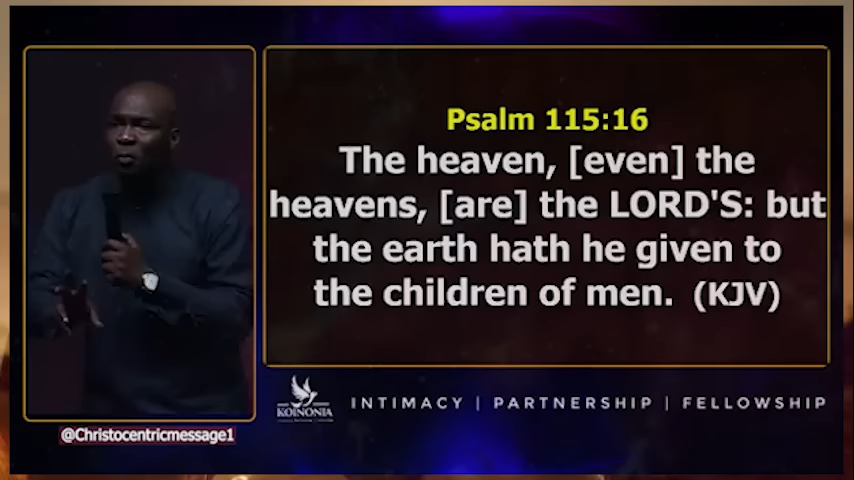 Psalm 115:16
The heaven, [even] the
heavens, [are] the LORD'S: but
the earth hath he given to
the children of men. (KJV)
KOINONIA
INTIMACY | PARTNERSHIP | FELLOWSHIP
@Christocentricmessage1